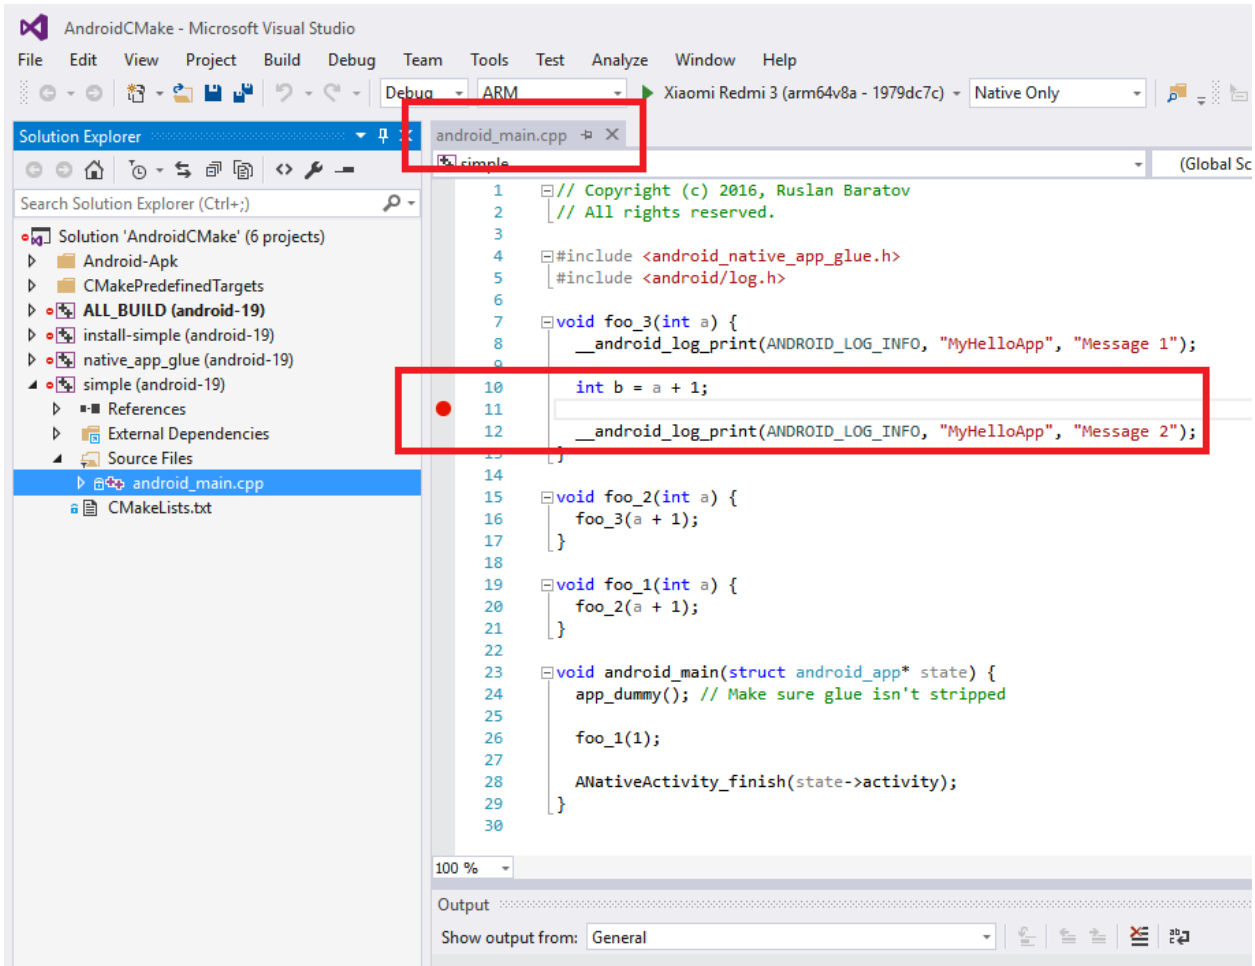 AndroidCMake - Microsoft Visual Studio
File Edit View Project Build Debug Team Tools Test Analyze Window Help
Debug ARM Xiaomi Redmi 3 (arm64v8a - 1979dc7c) Native Only
Solution Explorer
Search Solution Explorer (Ctrl+;)
Solution 'AndroidCMake' (6 projects)
Android-Apk
CMakePredefinedTargets
ALL_BUILD (android-19)
install-simple (android-19)
native_app_glue (android-19)
simple (android-19)
References
External Dependencies
Source Files
android_main.cpp
CMakeLists.txt
android_main.cpp
simple (Global Sc
1 // Copyright (c) 2016, Ruslan Baratov
2 // All rights reserved.
3
4 #include <android_native_app_glue.h>
5 #include <android/log.h>
6
7 void foo_3(int a) {
8 __android_log_print(ANDROID_LOG_INFO, "MyHelloApp", "Message 1");
9
10 int b = a + 1;
11
12 __android_log_print(ANDROID_LOG_INFO, "MyHelloApp", "Message 2");
13 }
14
15 void foo_2(int a) {
16 foo_3(a + 1);
17 }
18
19 void foo_1(int a) {
20 foo_2(a + 1);
21 }
22
23 void android_main(struct android_app* state) {
24 app_dummy(); // Make sure glue isn't stripped
25
26 foo_1(1);
27
28 ANativeActivity_finish(state->activity);
29 }
30
100 %
Output
Show output from: General